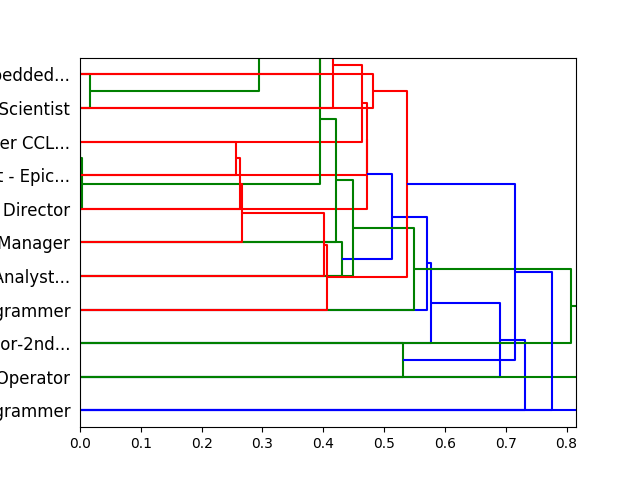 bedded...
Scientist
er CCL...
t - Epic...
Director
Manager
Analyst...
grammer
or-2nd...
Operator
grammer
0.0 0.1 0.2 0.3 0.4 0.5 0.6 0.7 0.8